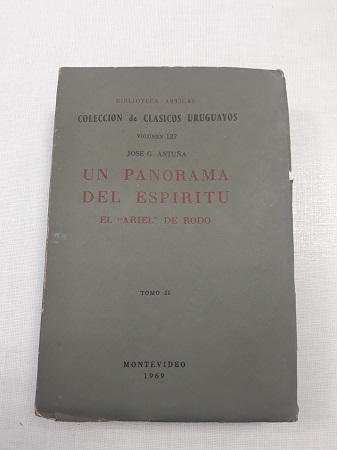 BIBLIOTECA ARTIGAS
COLECCION de CLASICOS URUGUAYOS
VOLUMEN 127
JOSE G. ANTUÑA
UN PANORAMA
DEL ESPIRITU
EL "ARIEL" DE RODO
TOMO II
MONTEVIDEO
1969